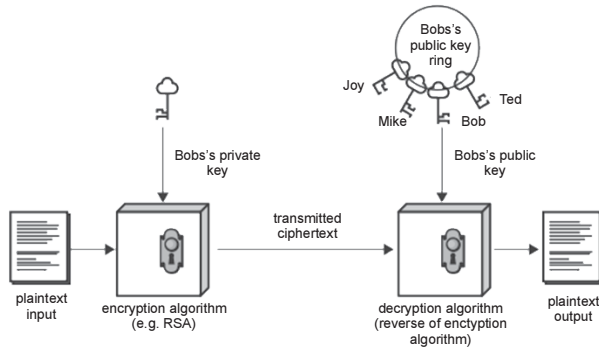 Bobs's
public key
ring
Joy
Mike
Bob
Ted
Bobs's private
key
Bobs's public
key
transmitted
ciphertext
plaintext
input
encryption algorithm
(e.g. RSA)
decryption algorithm
(reverse of enctyption
algorithm)
plaintext
output